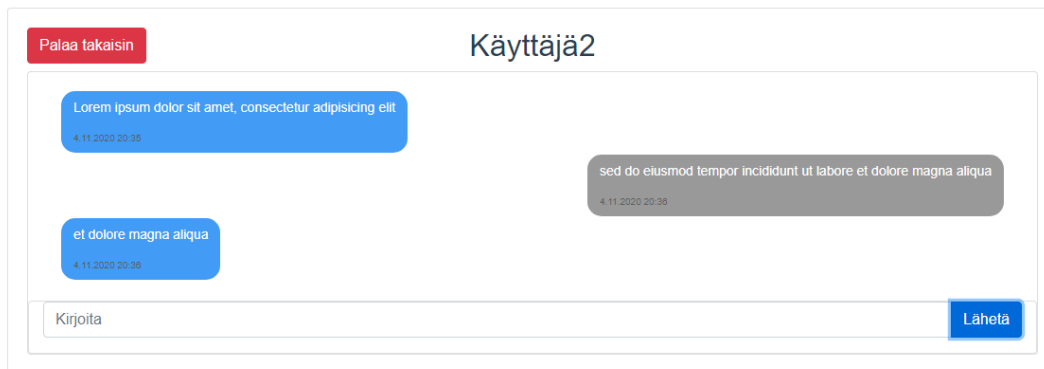 Palaa takaisin
Käyttäjä2
Lorem ipsum dolor sit amet, consectetur adipisicing elit
4.11.2020 20:35
sed do eiusmod tempor incididunt ut labore et dolore magna aliqua
4.11.2020 20:36
et dolore magna aliqua
4.11.2020 20:36
Kirjoita
Lähetä